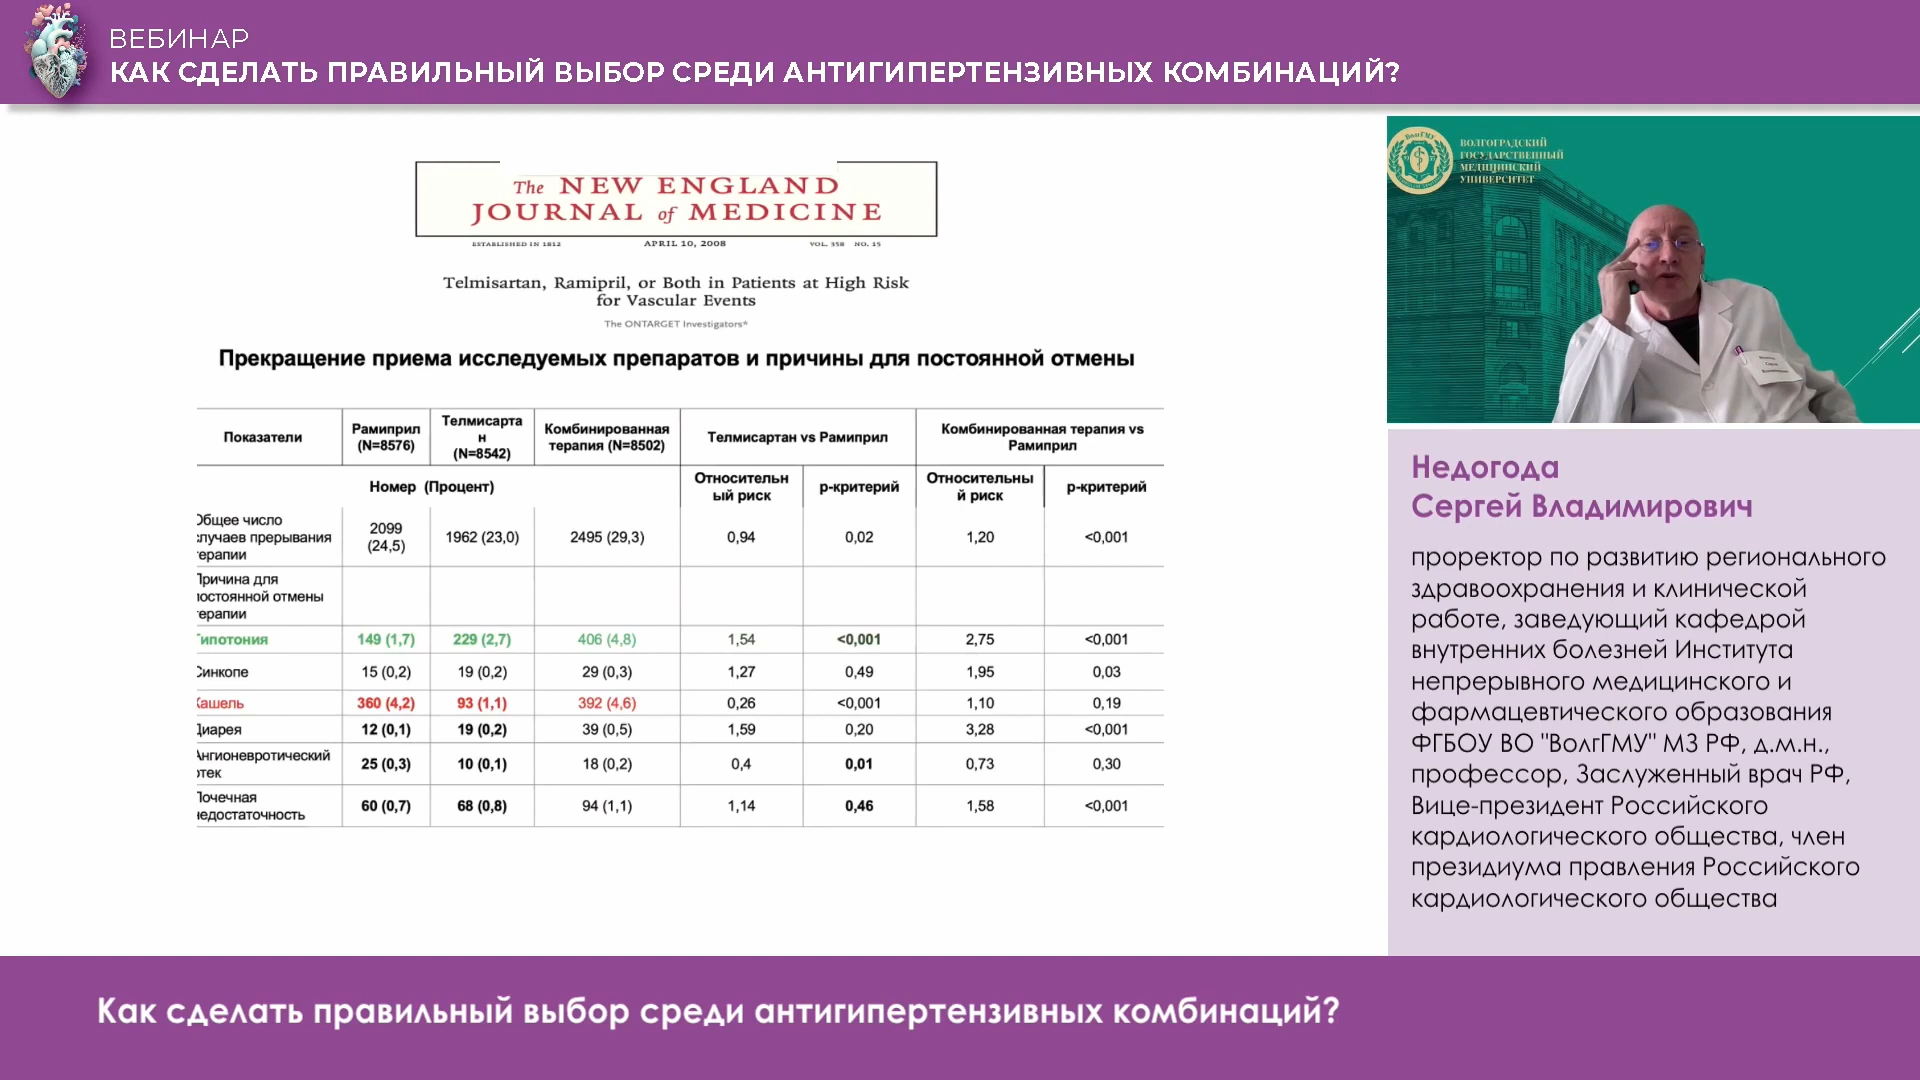 ВЕБИНАР
КАК СДЕЛАТЬ ПРАВИЛЬНЫЙ ВЫБОР СРЕДИ АНТИГИПЕРТЕНЗИВНЫХ КОМБИНАЦИЙ?
The NEW ENGLAND
JOURNAL of MEDICINE
ESTABLISHED IN 1812 APRIL 10, 2008 VOL. 358 NO. 15
Telmisartan, Ramipril, or Both in Patients at High Risk
for Vascular Events
The ONTARGET Investigators*
Прекращение приема исследуемых препаратов и причины для постоянной отмены
Показатели Рамиприл (N=8576) Телмисарта н (N=8542) Комбинированная терапия (N=8502) Телмисартан vs Рамиприл Комбинированная терапия vs Рамиприл
Номер (Процент) Относительн ый риск р-критерий Относительны й риск р-критерий
Общее число случаев прерывания терапии 2099 (24,5) 1962 (23,0) 2495 (29,3) 0,94 0,02 1,20 <0,001
Причина для постоянной отмены терапии
Гипотония 149 (1,7) 229 (2,7) 406 (4,8) 1,54 <0,001 2,75 <0,001
Синкопе 15 (0,2) 19 (0,2) 29 (0,3) 1,27 0,49 1,95 0,03
Кашель 360 (4,2) 93 (1,1) 392 (4,6) 0,26 <0,001 1,10 0,19
Диарея 12 (0,1) 19 (0,2) 39 (0,5) 1,59 0,20 3,28 <0,001
Ангионевротический отек 25 (0,3) 10 (0,1) 18 (0,2) 0,4 0,01 0,73 0,30
Почечная недостаточность 60 (0,7) 68 (0,8) 94 (1,1) 1,14 0,46 1,58 <0,001
ВОЛГОГРАДСКИЙ
ГОСУДАРСТВЕННЫЙ
МЕДИЦИНСКИЙ
УНИВЕРСИТЕТ
Недогода
Сергей Владимирович
проректор по развитию регионального
здравоохранения и клинической
работе, заведующий кафедрой
внутренних болезней Института
непрерывного медицинского и
фармацевтического образования
ФГБОУ ВО "ВолгГМУ" МЗ РФ, д.м.н.,
профессор, Заслуженный врач РФ,
Вице-президент Российского
кардиологического общества, член
президиума правления Российского
кардиологического общества
Как сделать правильный выбор среди антигипертензивных комбинаций?